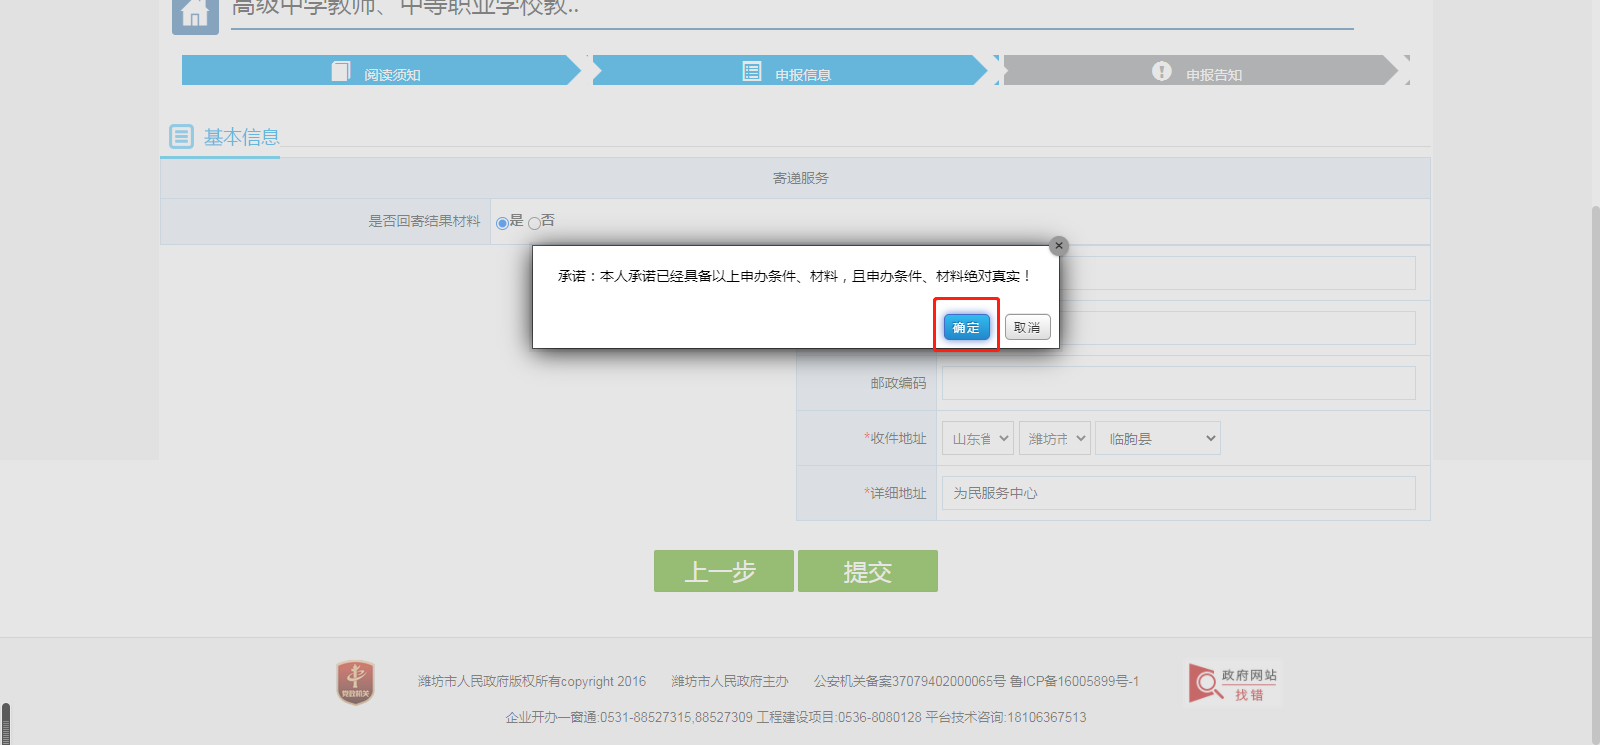 高级中学教师、中等职业学校教..
阅读须知
申报信息
申报告知
基本信息
寄递服务
是否回寄结果材料 是 否
承诺：本人承诺已经具备以上申办条件、材料，且申办条件、材料绝对真实！
确定 取消
邮政编码
*收件地址 山东省 潍坊市 临朐县
*详细地址 为民服务中心
上一步 提交
党政机关
潍坊市人民政府版权所有copyright 2016 潍坊市人民政府主办 公安机关备案37079402000065号 鲁ICP备16005899号-1
政府网站
找错
企业开办一窗通:0531-88527315,88527309 工程建设项目:0536-8080128 平台技术咨询:18106367513